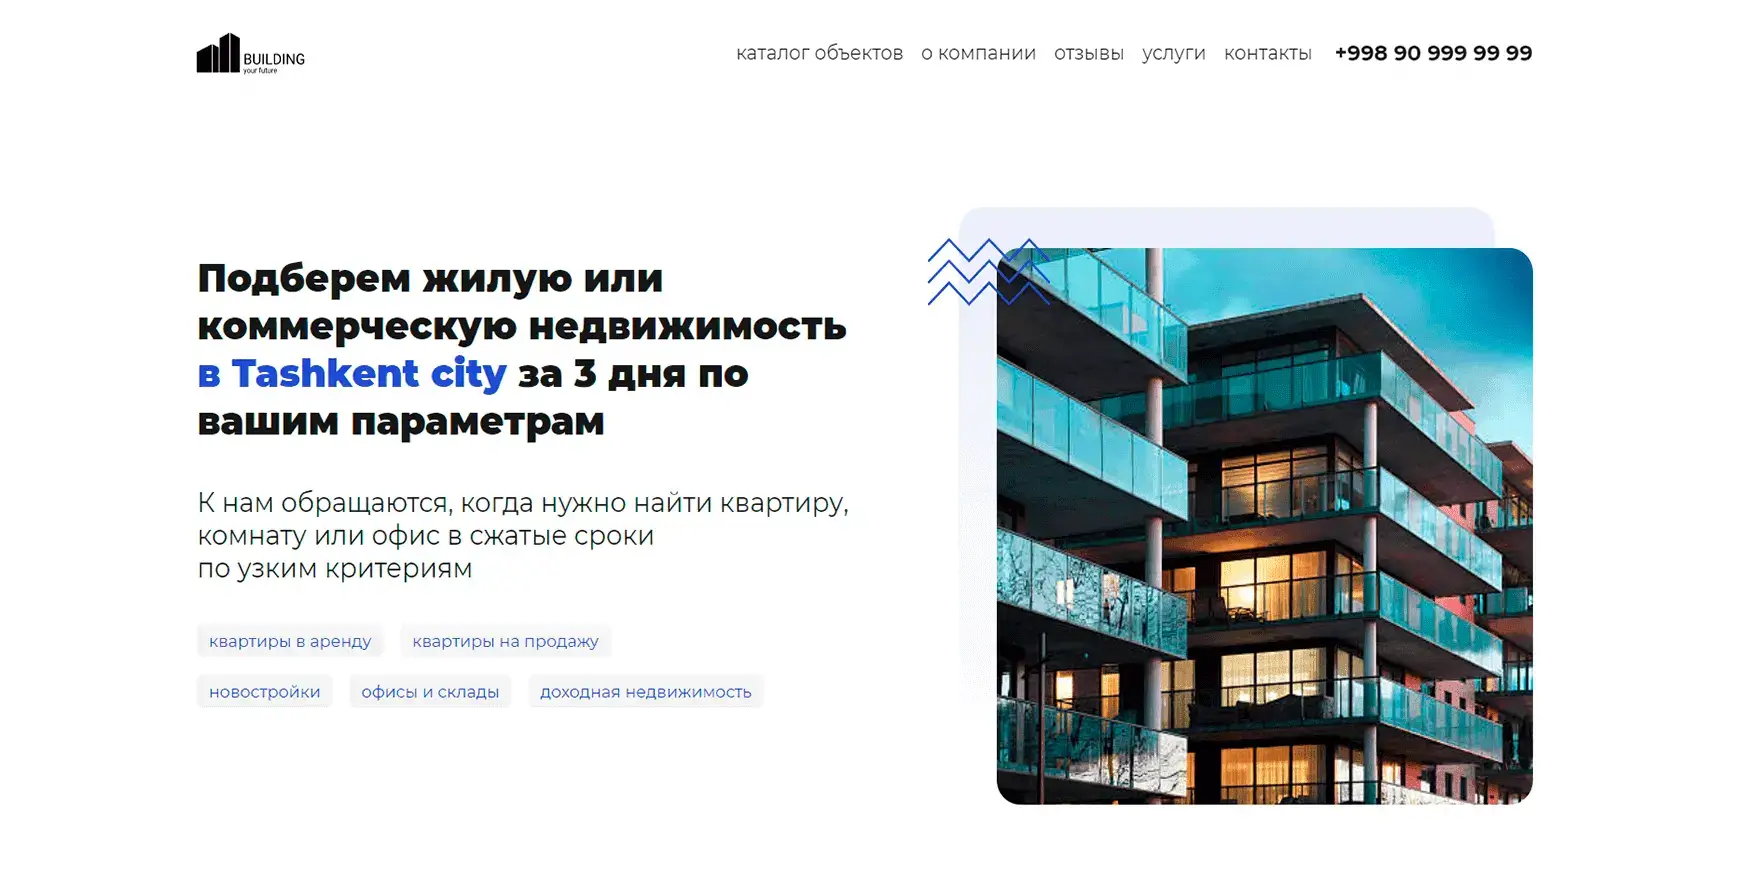 BUILDING
your future
каталог объектов о компании отзывы услуги контакты +998 90 999 99 99
Подберем жилую или
коммерческую недвижимость
в Tashkent city за 3 дня по
вашим параметрам
К нам обращаются, когда нужно найти квартиру,
комнату или офис в сжатые сроки
по узким критериям
квартиры в аренду квартиры на продажу
новостройки офисы и склады доходная недвижимость